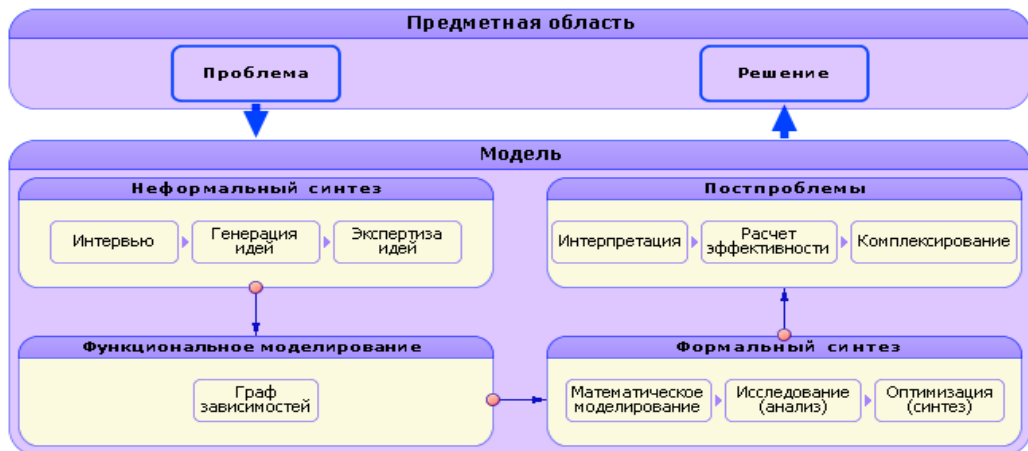 Предметная область
Проблема
Решение
Модель
Неформальный синтез
Интервью
Генерация
идей
Экспертиза
идей
Постпроблемы
Интерпретация
Расчет
эффективности
Комплексирование
Функциональное моделирование
Граф
зависимостей
Формальный синтез
Математическое
моделирование
Исследование
(анализ)
Оптимизация
(синтез)